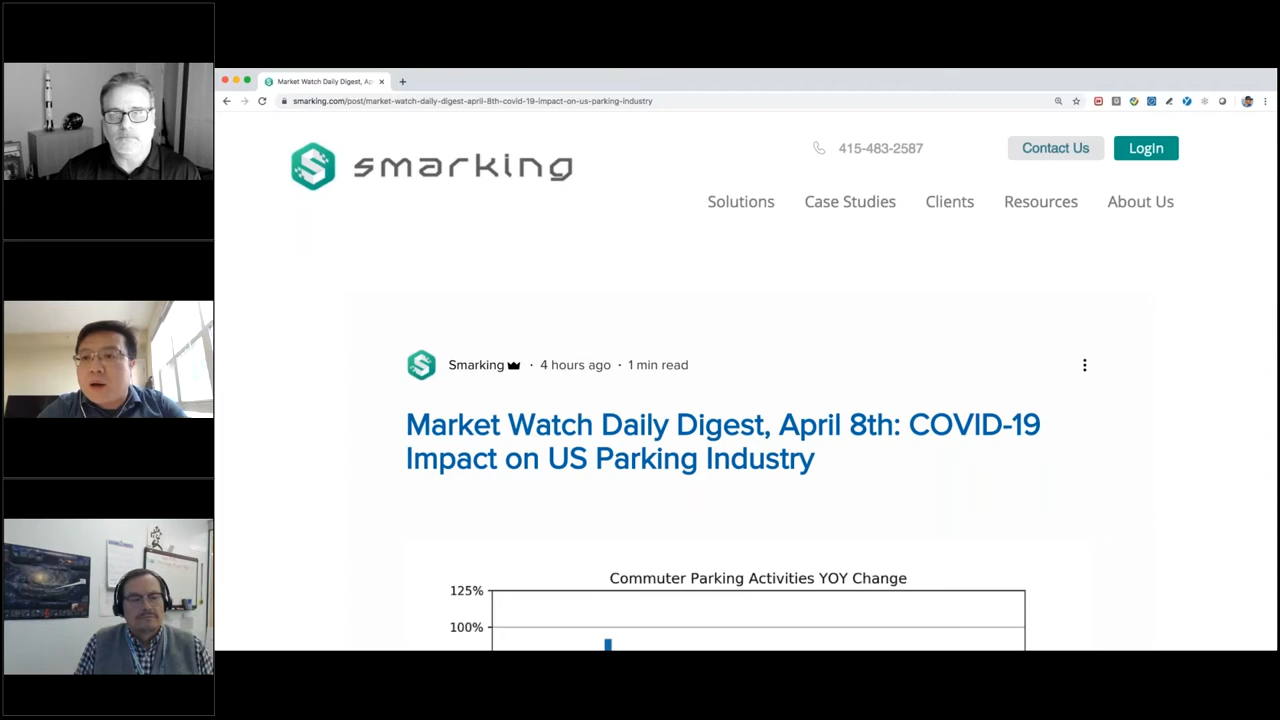 Market Watch Daily Digest, Ap
smarking.com/post/market-watch-daily-digest-april-8th-covid-19-impact-on-us-parking-industry
smarking
415-483-2587
Contact Us
LogIn
Solutions
Case Studies
Clients
Resources
About Us
Smarking · 4 hours ago · 1 min read
Market Watch Daily Digest, April 8th: COVID-19
Impact on US Parking Industry
Commuter Parking Activities YOY Change
125%
100%